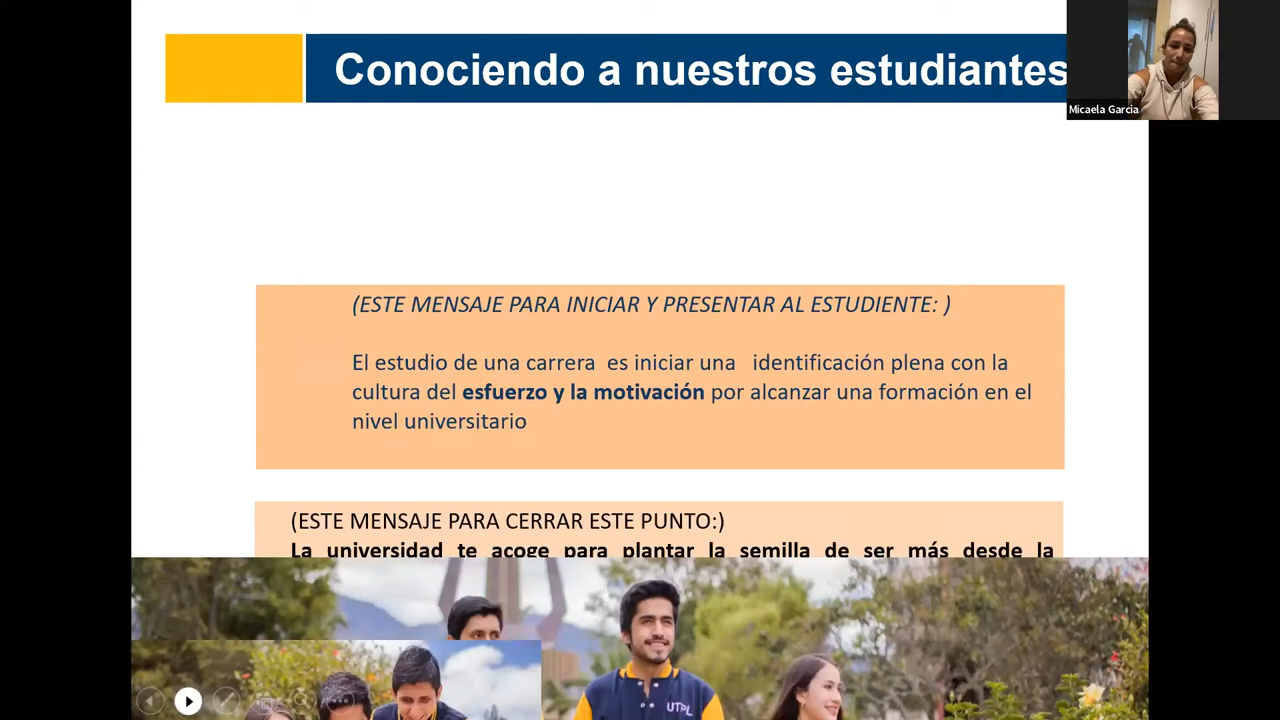 Conociendo a nuestros estudiantes
Micaela Garcia
(ESTE MENSAJE PARA INICIAR Y PRESENTAR AL ESTUDIANTE: )
El estudio de una carrera es iniciar una identificación plena con la
cultura del esfuerzo y la motivación por alcanzar una formación en el
nivel universitario
(ESTE MENSAJE PARA CERRAR ESTE PUNTO:)
La universidad te acoge para plantar la semilla de ser más desde la
UTPL